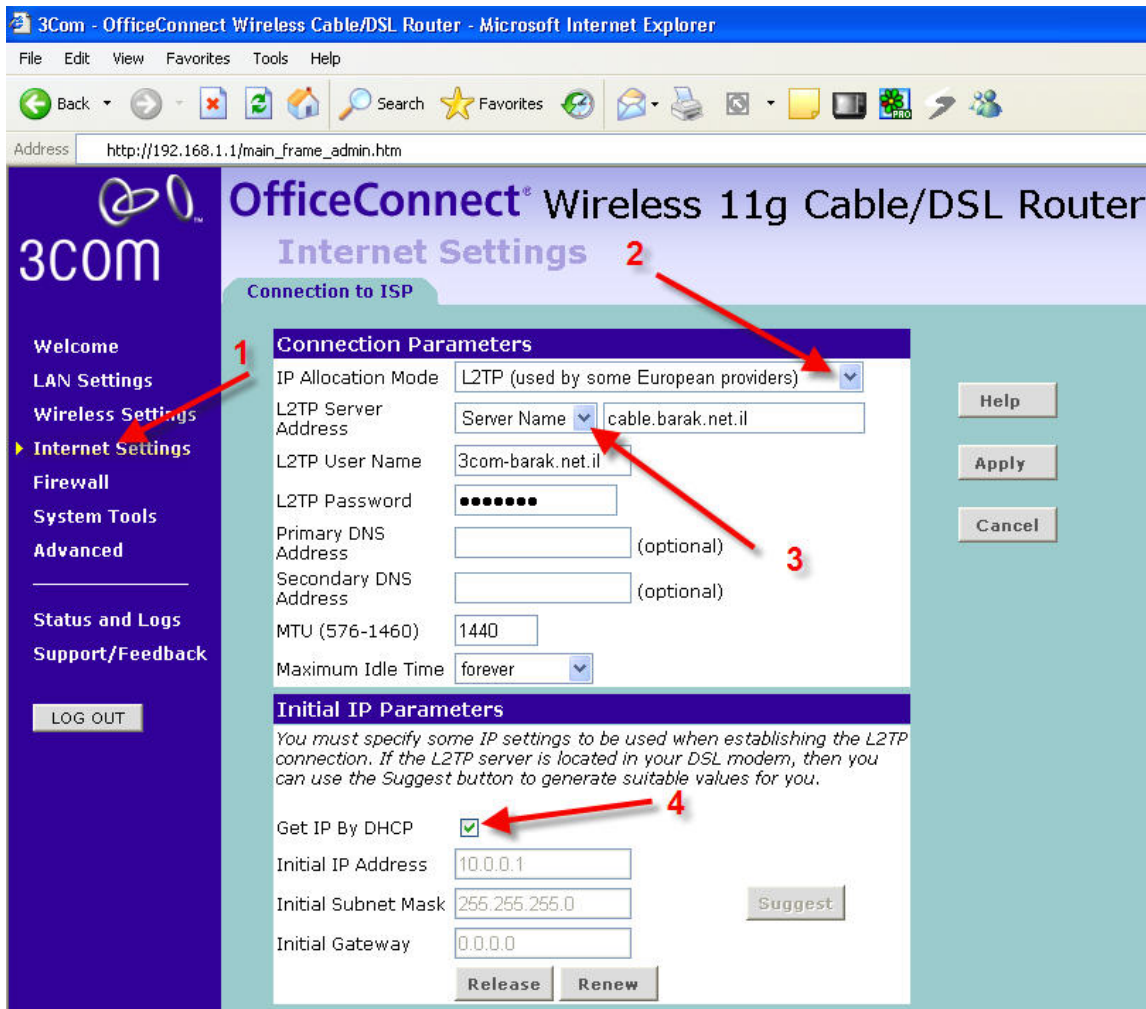 3Com - OfficeConnect Wireless Cable/DSL Router - Microsoft Internet Explorer
File Edit View Favorites Tools Help
Back Search Favorites PRO
Address http://192.168.1.1/main_frame_admin.htm
3COM
OfficeConnect® Wireless 11g Cable/DSL Router
Internet Settings
2
Connection to ISP
Welcome
LAN Settings
Wireless Settings
Internet Settings
Firewall
System Tools
Advanced
Status and Logs
Support/Feedback
LOG OUT
1
Connection Parameters
IP Allocation Mode L2TP (used by some European providers)
L2TP Server Address Server Name cable.barak.net.il
L2TP User Name 3com-barak.net.il
L2TP Password •••••••
Primary DNS Address (optional)
3
Secondary DNS Address (optional)
MTU (576-1460) 1440
Maximum Idle Time forever
Initial IP Parameters
You must specify some IP settings to be used when establishing the L2TP
connection. If the L2TP server is located in your DSL modem, then you
can use the Suggest button to generate suitable values for you.
4
Get IP By DHCP
Initial IP Address 10.0.0.1
Initial Subnet Mask 255.255.255.0 Suggest
Initial Gateway 0.0.0.0
Release Renew
Help
Apply
Cancel